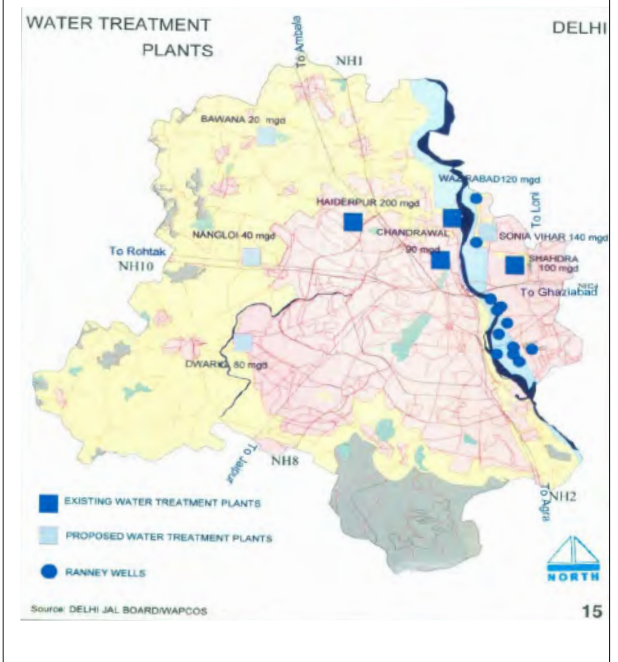 WATER TREATMENT
PLANTS
DELHI
To Ambala
NH1
BAWANA 20 mgd
WAZIRABAD 120 mgd
HAIDERPUR 200 mgd
To Loni
CHANDRAWAL
90 mgd
NANGLOI 40 mgd
SONIA VIHAR 140 mgd
To Rohtak
NH10
SHAHDRA
100 mgd
To Ghaziabad
DWARKA 80 mgd
To Jaipur
NH8
To Agra
NH2
EXISTING WATER TREATMENT PLANTS
PROPOSED WATER TREATMENT PLANTS
RANNEY WELLS
NORTH
Source: DELHI JAL BOARD/WAPCOS
15